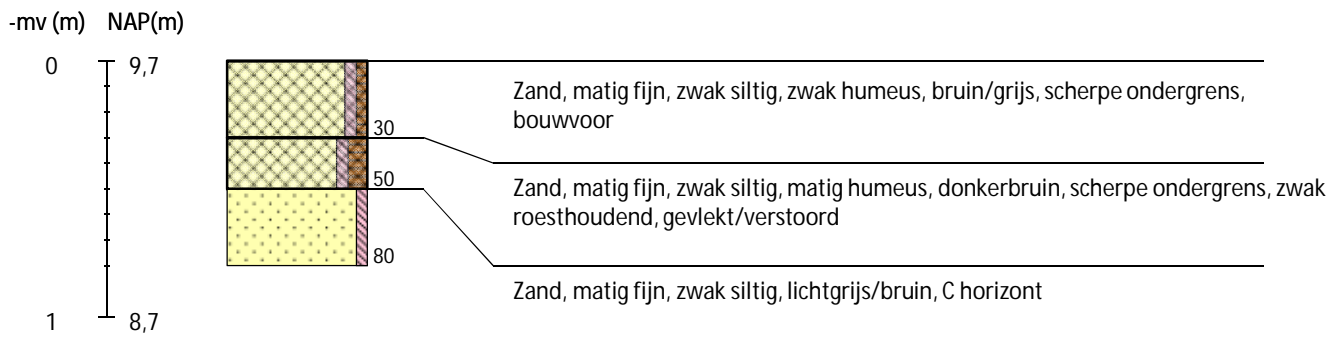 -mv (m) NAP(m)
0 9,7
Zand, matig fijn, zwak siltig, zwak humeus, bruin/grijs, scherpe ondergrens,
bouwvoor
30
50
Zand, matig fijn, zwak siltig, matig humeus, donkerbruin, scherpe ondergrens, zwak
roesthoudend, gevlekt/verstoord
80
Zand, matig fijn, zwak siltig, lichtgrijs/bruin, C horizont
1 8,7